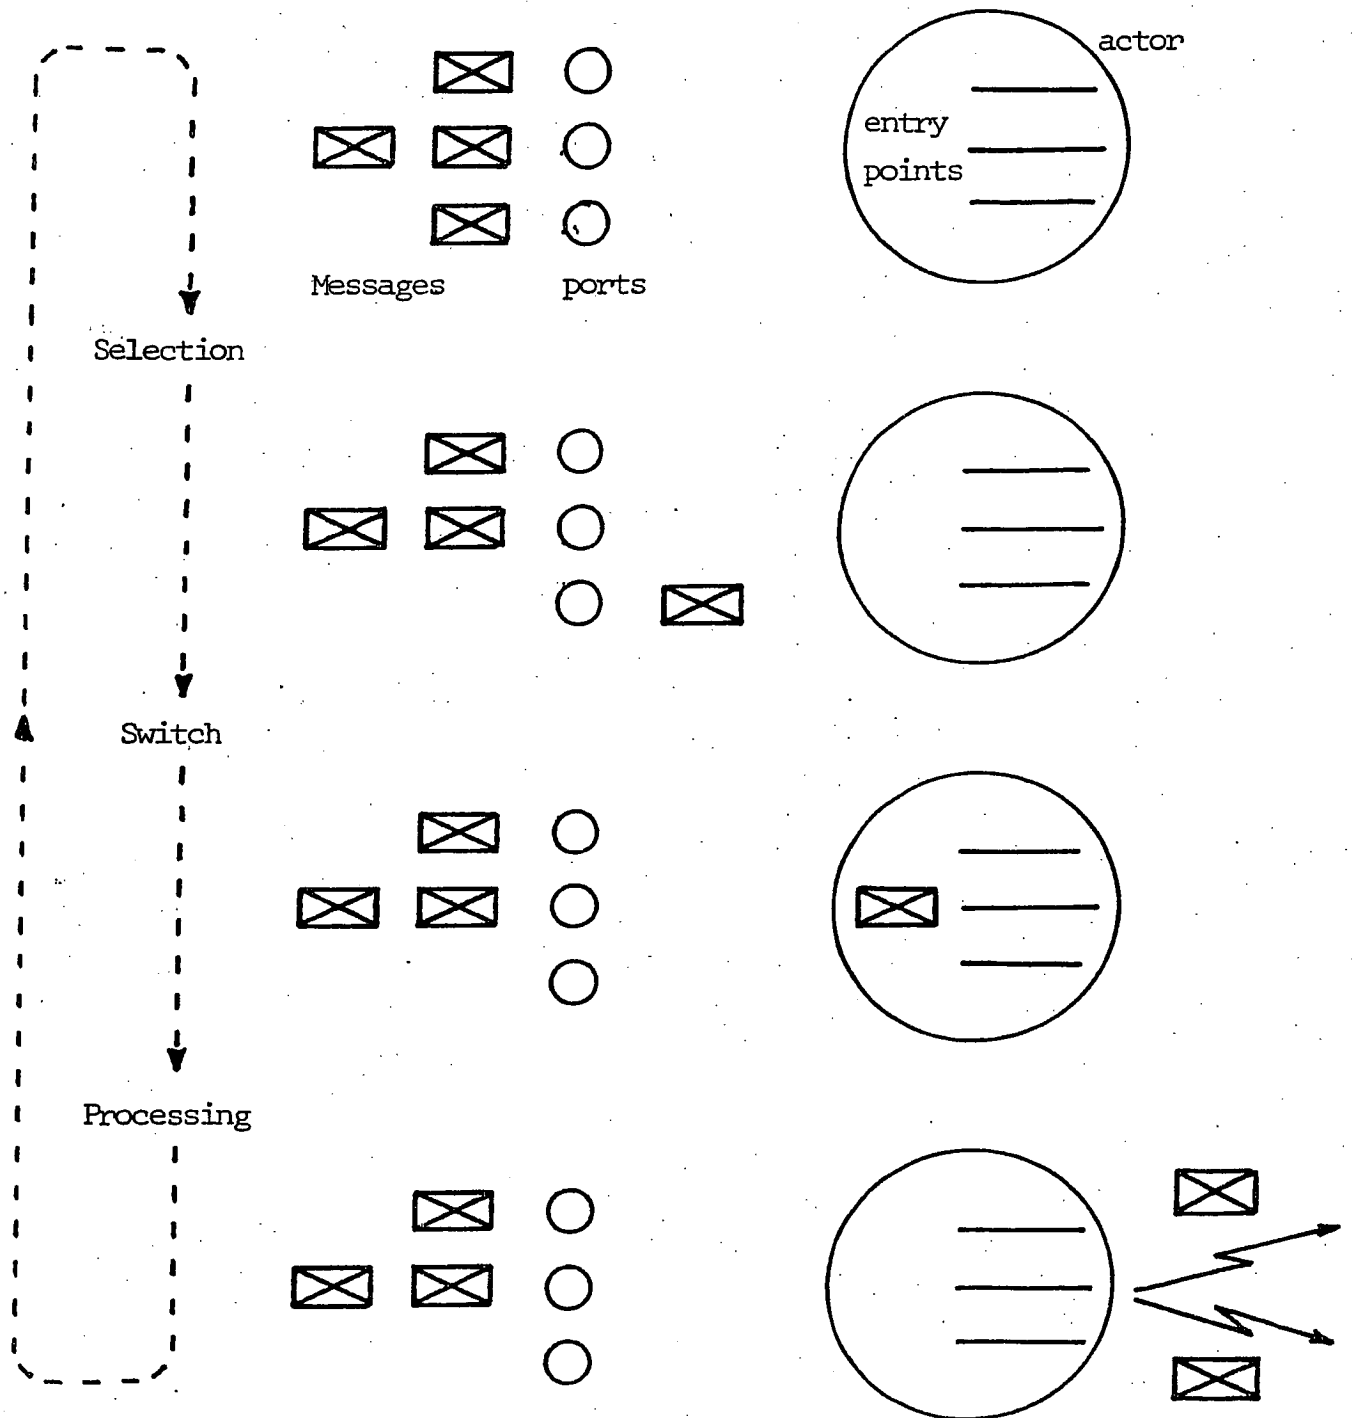 actor
entry
points
Messages ports
Selection
Switch
Processing